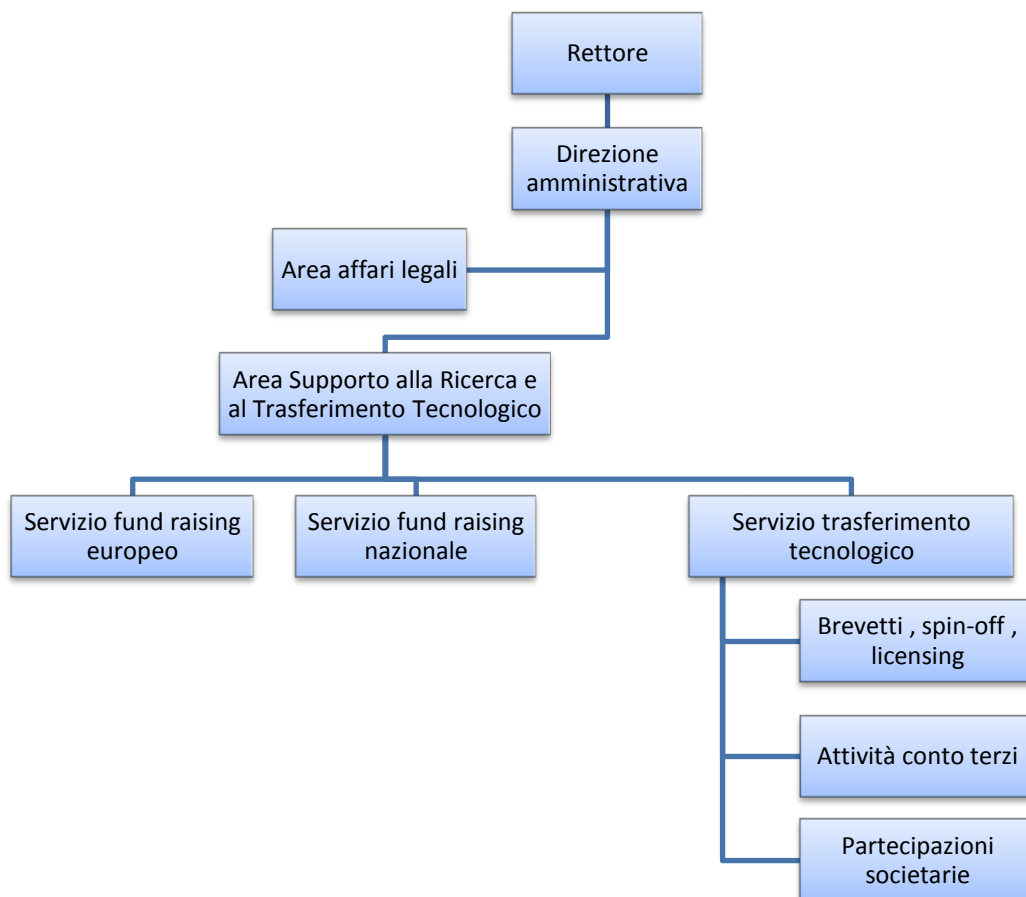 Rettore
Direzione
amministrativa
Area affari legali
Area Supporto alla Ricerca e
al Trasferimento Tecnologico
Servizio fund raising
europeo
Servizio fund raising
nazionale
Servizio trasferimento
tecnologico
Brevetti , spin-off ,
licensing
Attività conto terzi
Partecipazioni
societarie